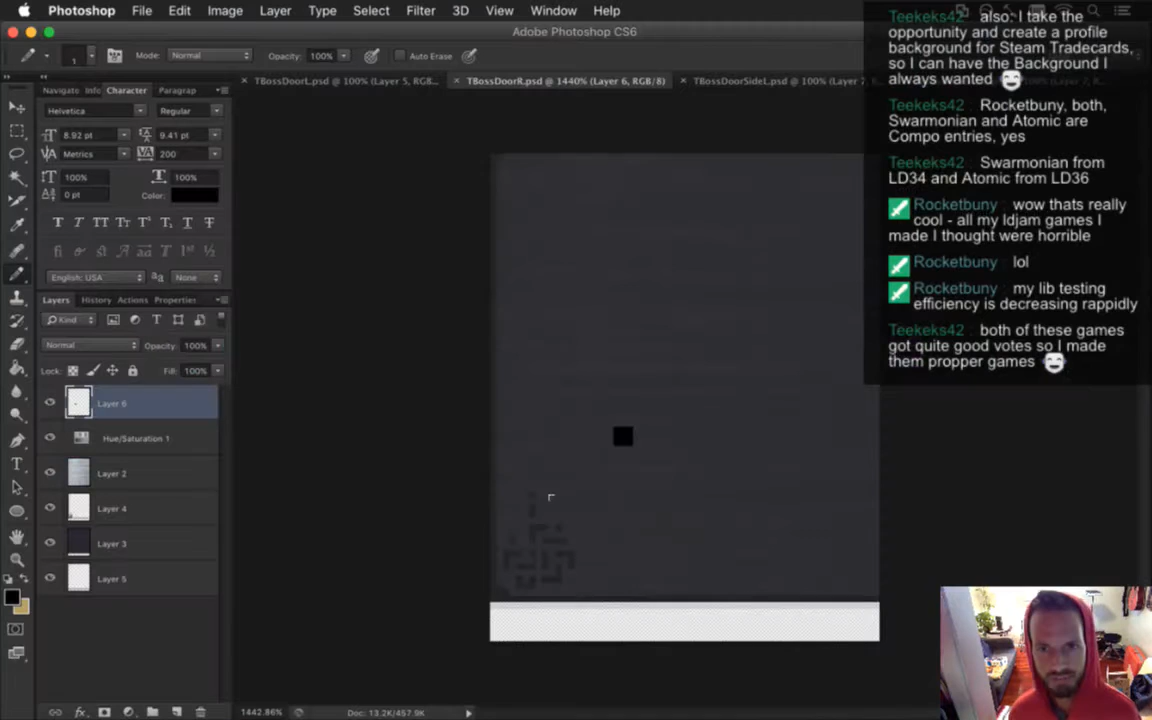 Photoshop File Edit Image Layer Type Select Filter 3D View Window Help
Adobe Photoshop CS6
1 Mode: Normal Opacity: 100% Auto Erase
TBossDoorL.psd @ 100% (Layer 5, RGB... TBossDoorR.psd @ 1440% (Layer 6, RGB/8) TBossDoorSideL.psd @ 100% (Layer 7,
Navigate Info Character Paragrap
Helvetica Regular
8.92 pt 9.41 pt
Metrics 200
100% 100%
0 pt Color:
English: USA None
Layers History Actions Properties
Kind
Normal Opacity: 100%
Lock: Fill: 100%
Layer 6
Hue/Saturation 1
Layer 2
Layer 4
Layer 3
Layer 5
1442.86% Doc: 13.2K/457.9K
Teekeks42 also: I take the
opportunity and create a profile
background for Steam Tradecards,
so I can have the Background I
always wanted
Teekeks42 : Rocketbuny, both,
Swarmonian and Atomic are
Compo entries, yes
Teekeks42 : Swarmonian from
LD34 and Atomic from LD36
Rocketbuny : wow thats really
cool - all my ldjam games I
made I thought were horrible
Rocketbuny : lol
Rocketbuny : my lib testing
efficiency is decreasing rappidly
Teekeks42 : both of these games
got quite good votes so I made
them propper games